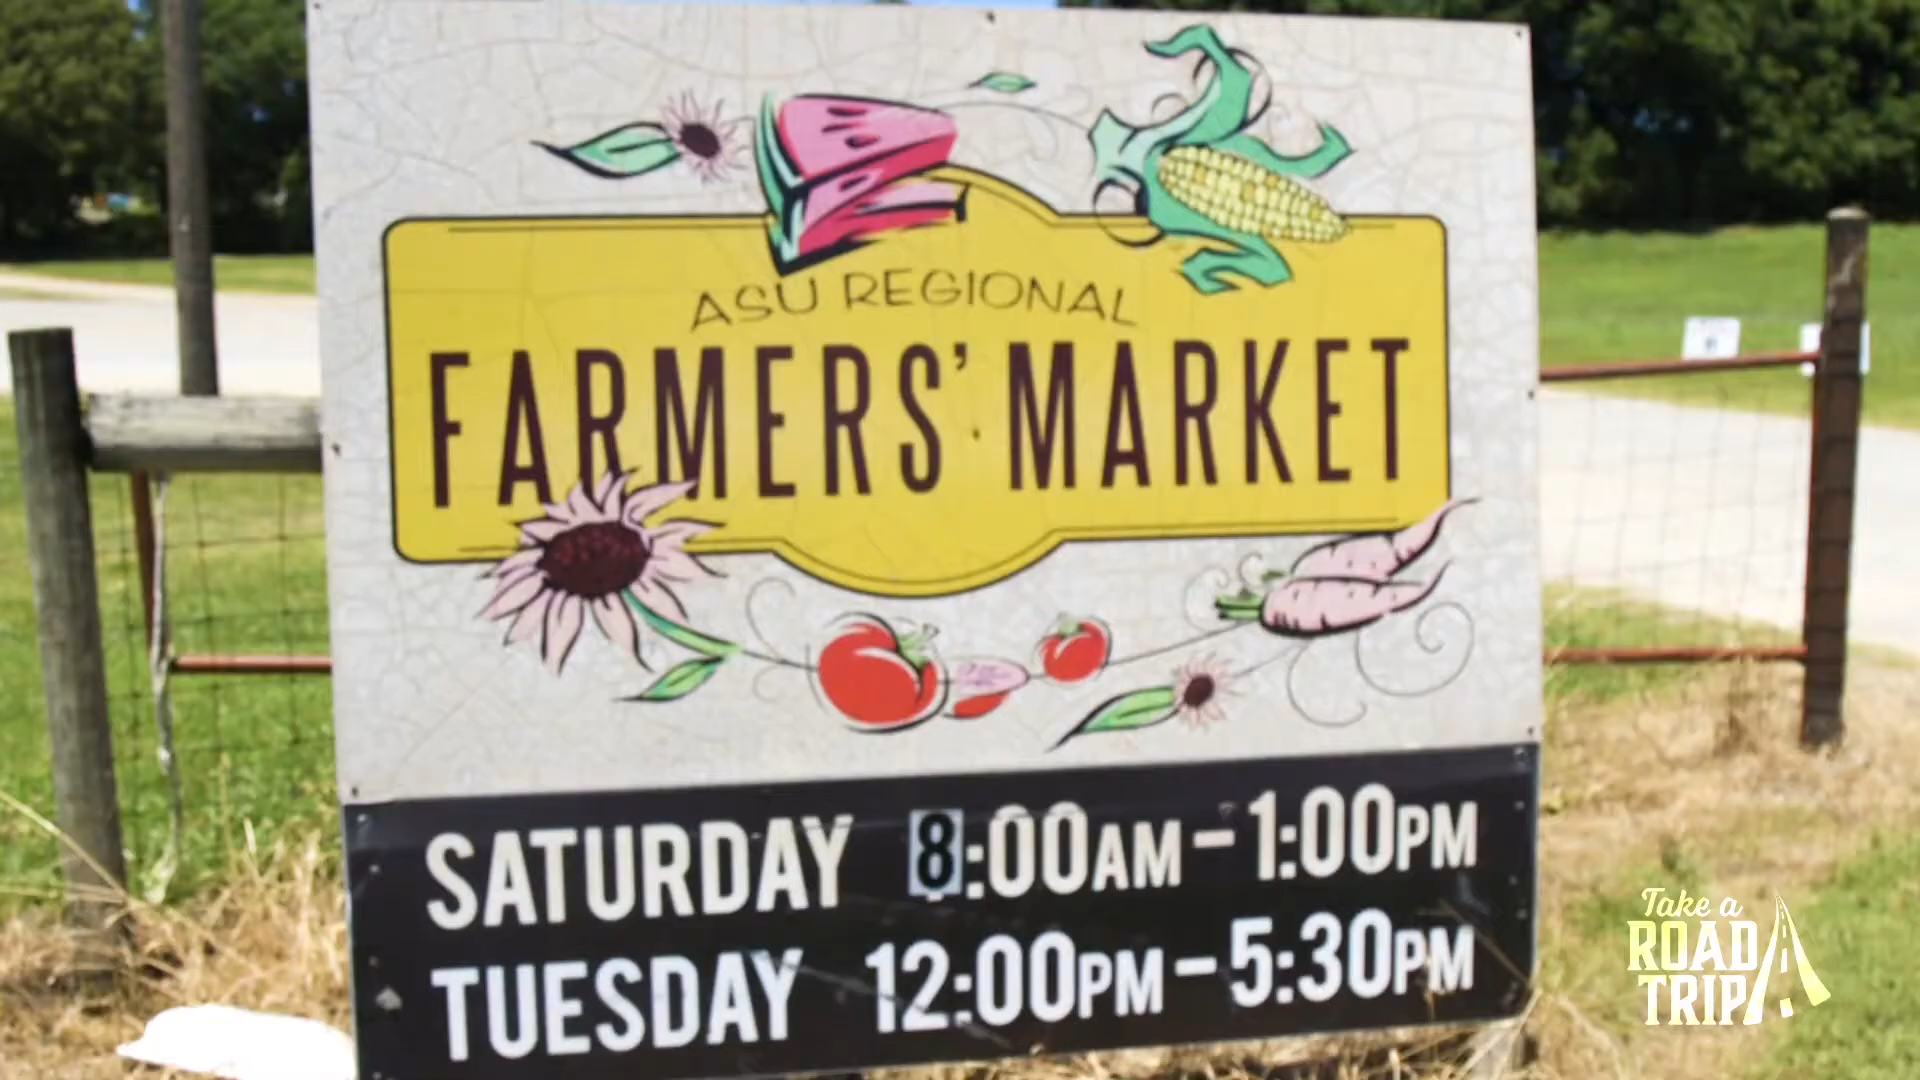 ASU REGIONAL
FARMERS' MARKET
SATURDAY 8:00AM - 1:00PM
TUESDAY 12:00PM - 5:30PM
Take a
ROAD
TRIP